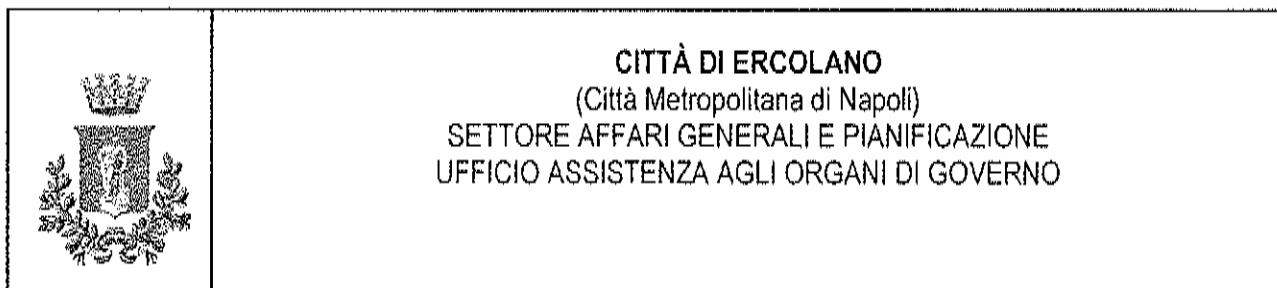 CITTÀ DI ERCOLANO
(Città Metropolitana di Napoli)
SETTORE AFFARI GENERALI E PIANIFICAZIONE
UFFICIO ASSISTENZA AGLI ORGANI DI GOVERNO